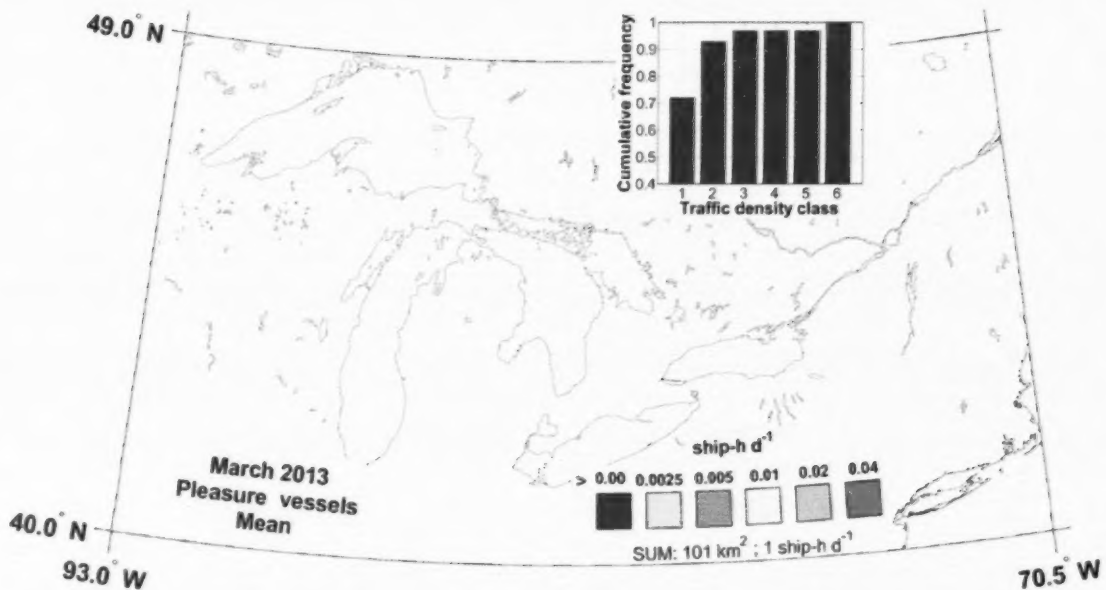 49.0° N
Cumulative frequency
1
0.9
0.8
0.7
0.6
0.5
0.4
1 2 3 4 5 6
Traffic density class
March 2013
Pleasure vessels
Mean
ship-h d⁻¹
> 0.00 0.0025 0.005 0.01 0.02 0.04
SUM: 101 km² ; 1 ship-h d⁻¹
40.0° N
93.0° W
70.5° W